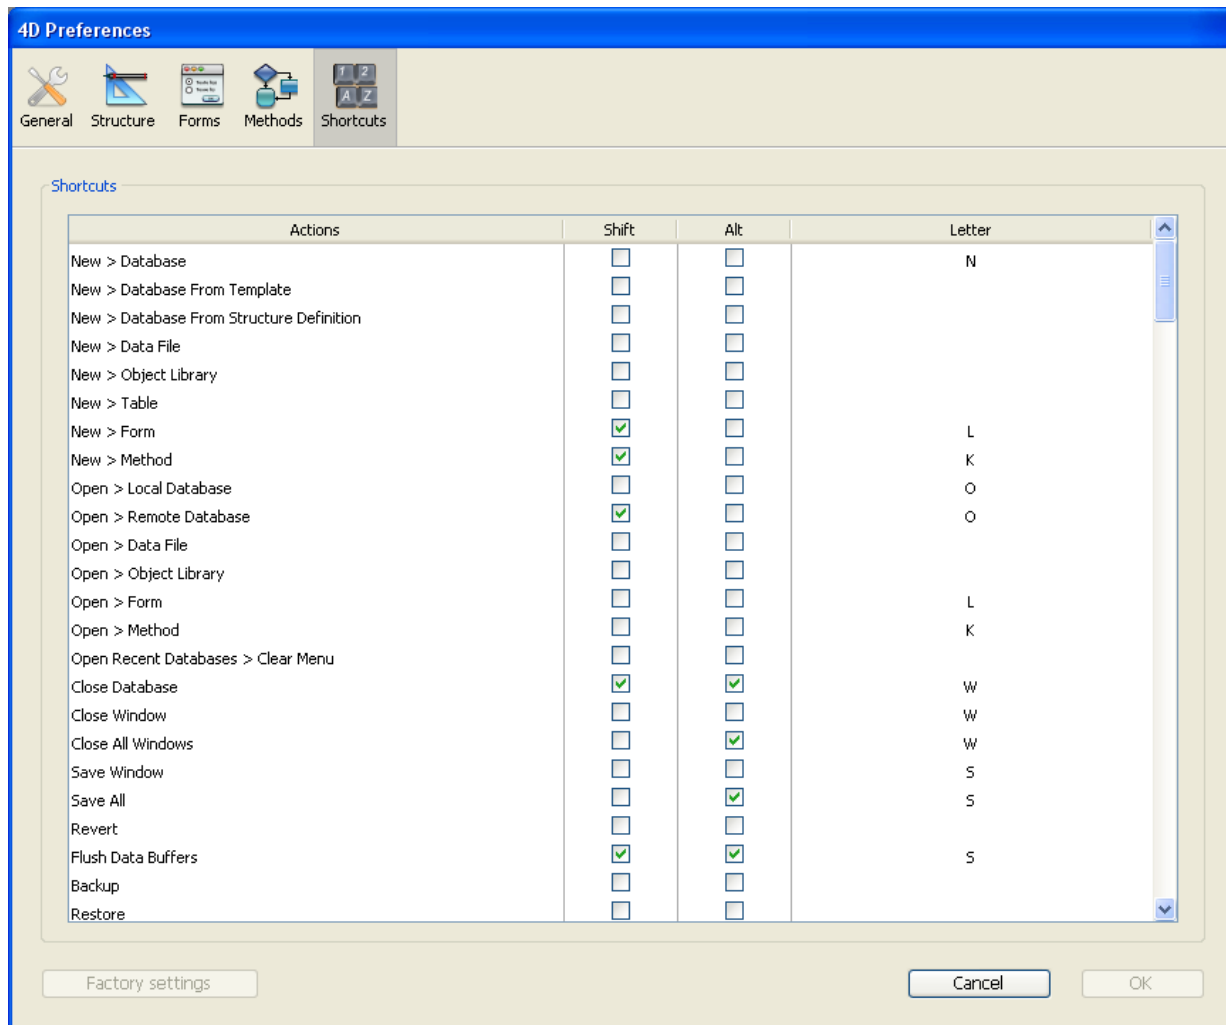 4D Preferences
1 2
A Z
General Structure Forms Methods Shortcuts
Shortcuts
Actions Shift Alt Letter
New > Database N
New > Database From Template
New > Database From Structure Definition
New > Data File
New > Object Library
New > Table
New > Form L
New > Method K
Open > Local Database O
Open > Remote Database O
Open > Data File
Open > Object Library
Open > Form L
Open > Method K
Open Recent Databases > Clear Menu
Close Database W
Close Window W
Close All Windows W
Save Window S
Save All S
Revert
Flush Data Buffers S
Backup
Restore
Factory settings Cancel OK